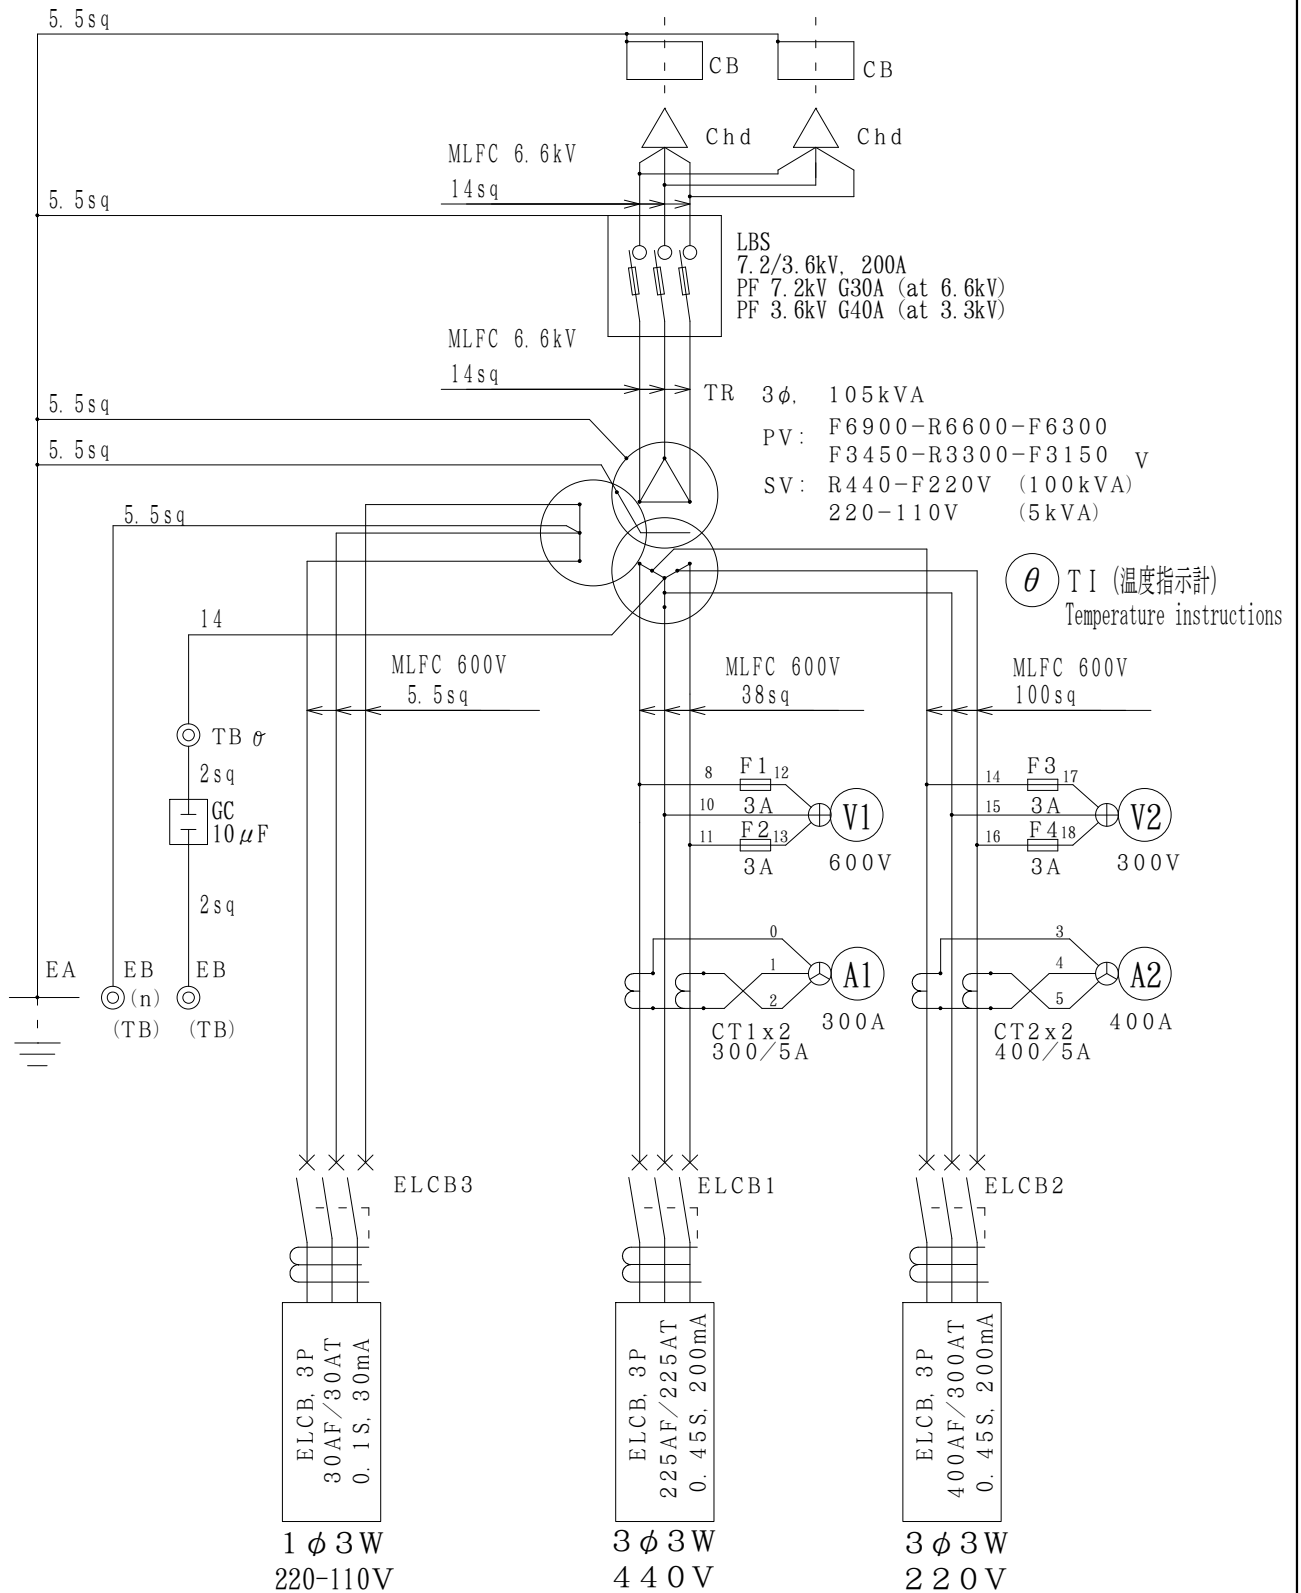 5.5sq
CB
CB
Chd
Chd
MLFC 6.6kV
14sq
5.5sq
LBS
7.2/3.6kV, 200A
PF 7.2kV G30A (at 6.6kV)
PF 3.6kV G40A (at 3.3kV)
MLFC 6.6kV
14sq
TR 3φ, 105kVA
5.5sq
PV: F6900-R6600-F6300
F3450-R3300-F3150 V
5.5sq
SV: R440-F220V (100kVA)
220-110V (5kVA)
5.5sq
θ TI (温度指示計)
Temperature instructions
14
MLFC 600V
5.5sq
MLFC 600V
38sq
MLFC 600V
100sq
TB σ
2sq
GC
10μF
2sq
8 F1 12
3A
10
V1
11 F2 13
3A
600V
14 F3 17
3A
15
V2
16 F4 18
3A
300V
0
1
2
A1
300A
CT1x2
300/5A
3
4
5
A2
400A
CT2x2
400/5A
EA
EB
(n)
(TB)
EB
(TB)
ELCB3
ELCB1
ELCB2
ELCB, 3P
30AF/30AT
0.1S, 30mA
ELCB, 3P
225AF/225AT
0.45S, 200mA
ELCB, 3P
400AF/300AT
0.45S, 200mA
1φ3W
220-110V
3φ3W
440V
3φ3W
220V